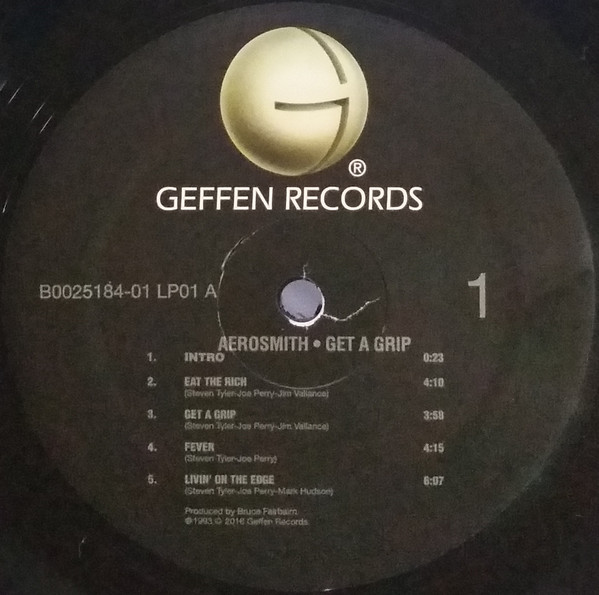 ®
GEFFEN RECORDS
B0025184-01 LP01 A
1
AEROSMITH • GET A GRIP
1. INTRO 0:23
2. EAT THE RICH 4:10
(Steven Tyler-Joe Perry-Jim Vallance)
3. GET A GRIP 3:58
(Steven Tyler-Joe Perry-Jim Vallance)
4. FEVER 4:15
(Steven Tyler-Joe Perry)
5. LIVIN' ON THE EDGE 6:07
(Steven Tyler-Joe Perry-Mark Hudson)
Produced by Bruce Fairbairn.
℗1993 © 2016 Geffen Records.